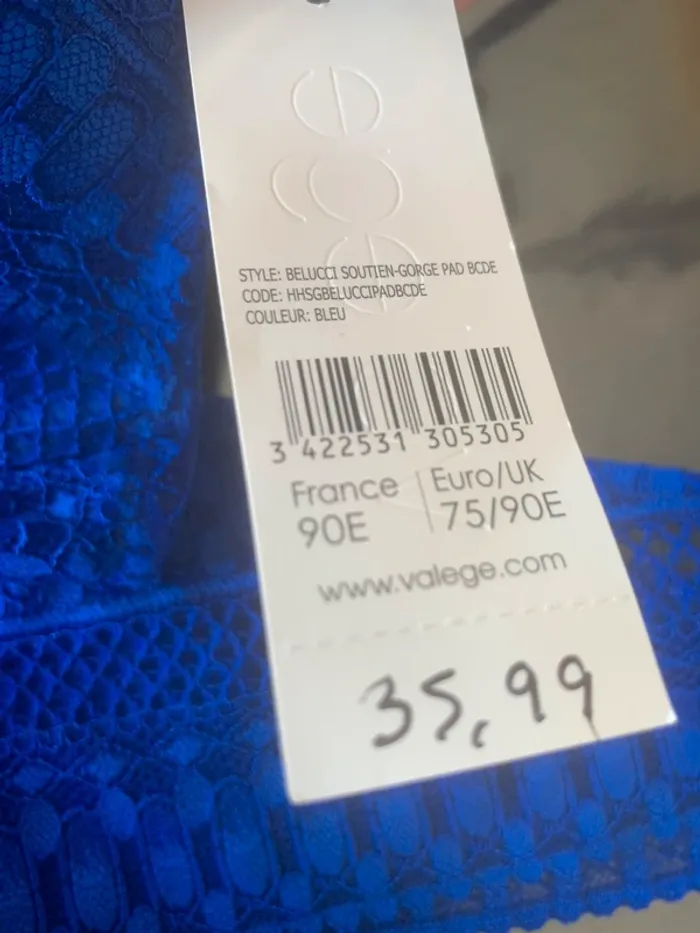 STYLE: BELUCCI SOUTIEN-GORGE PAD BCDE
CODE: HHSGBELUCCIPADBCDE
COULEUR: BLEU
3 422531 305305
France Euro/UK
90E 75/90E
www.valege.com
35,99